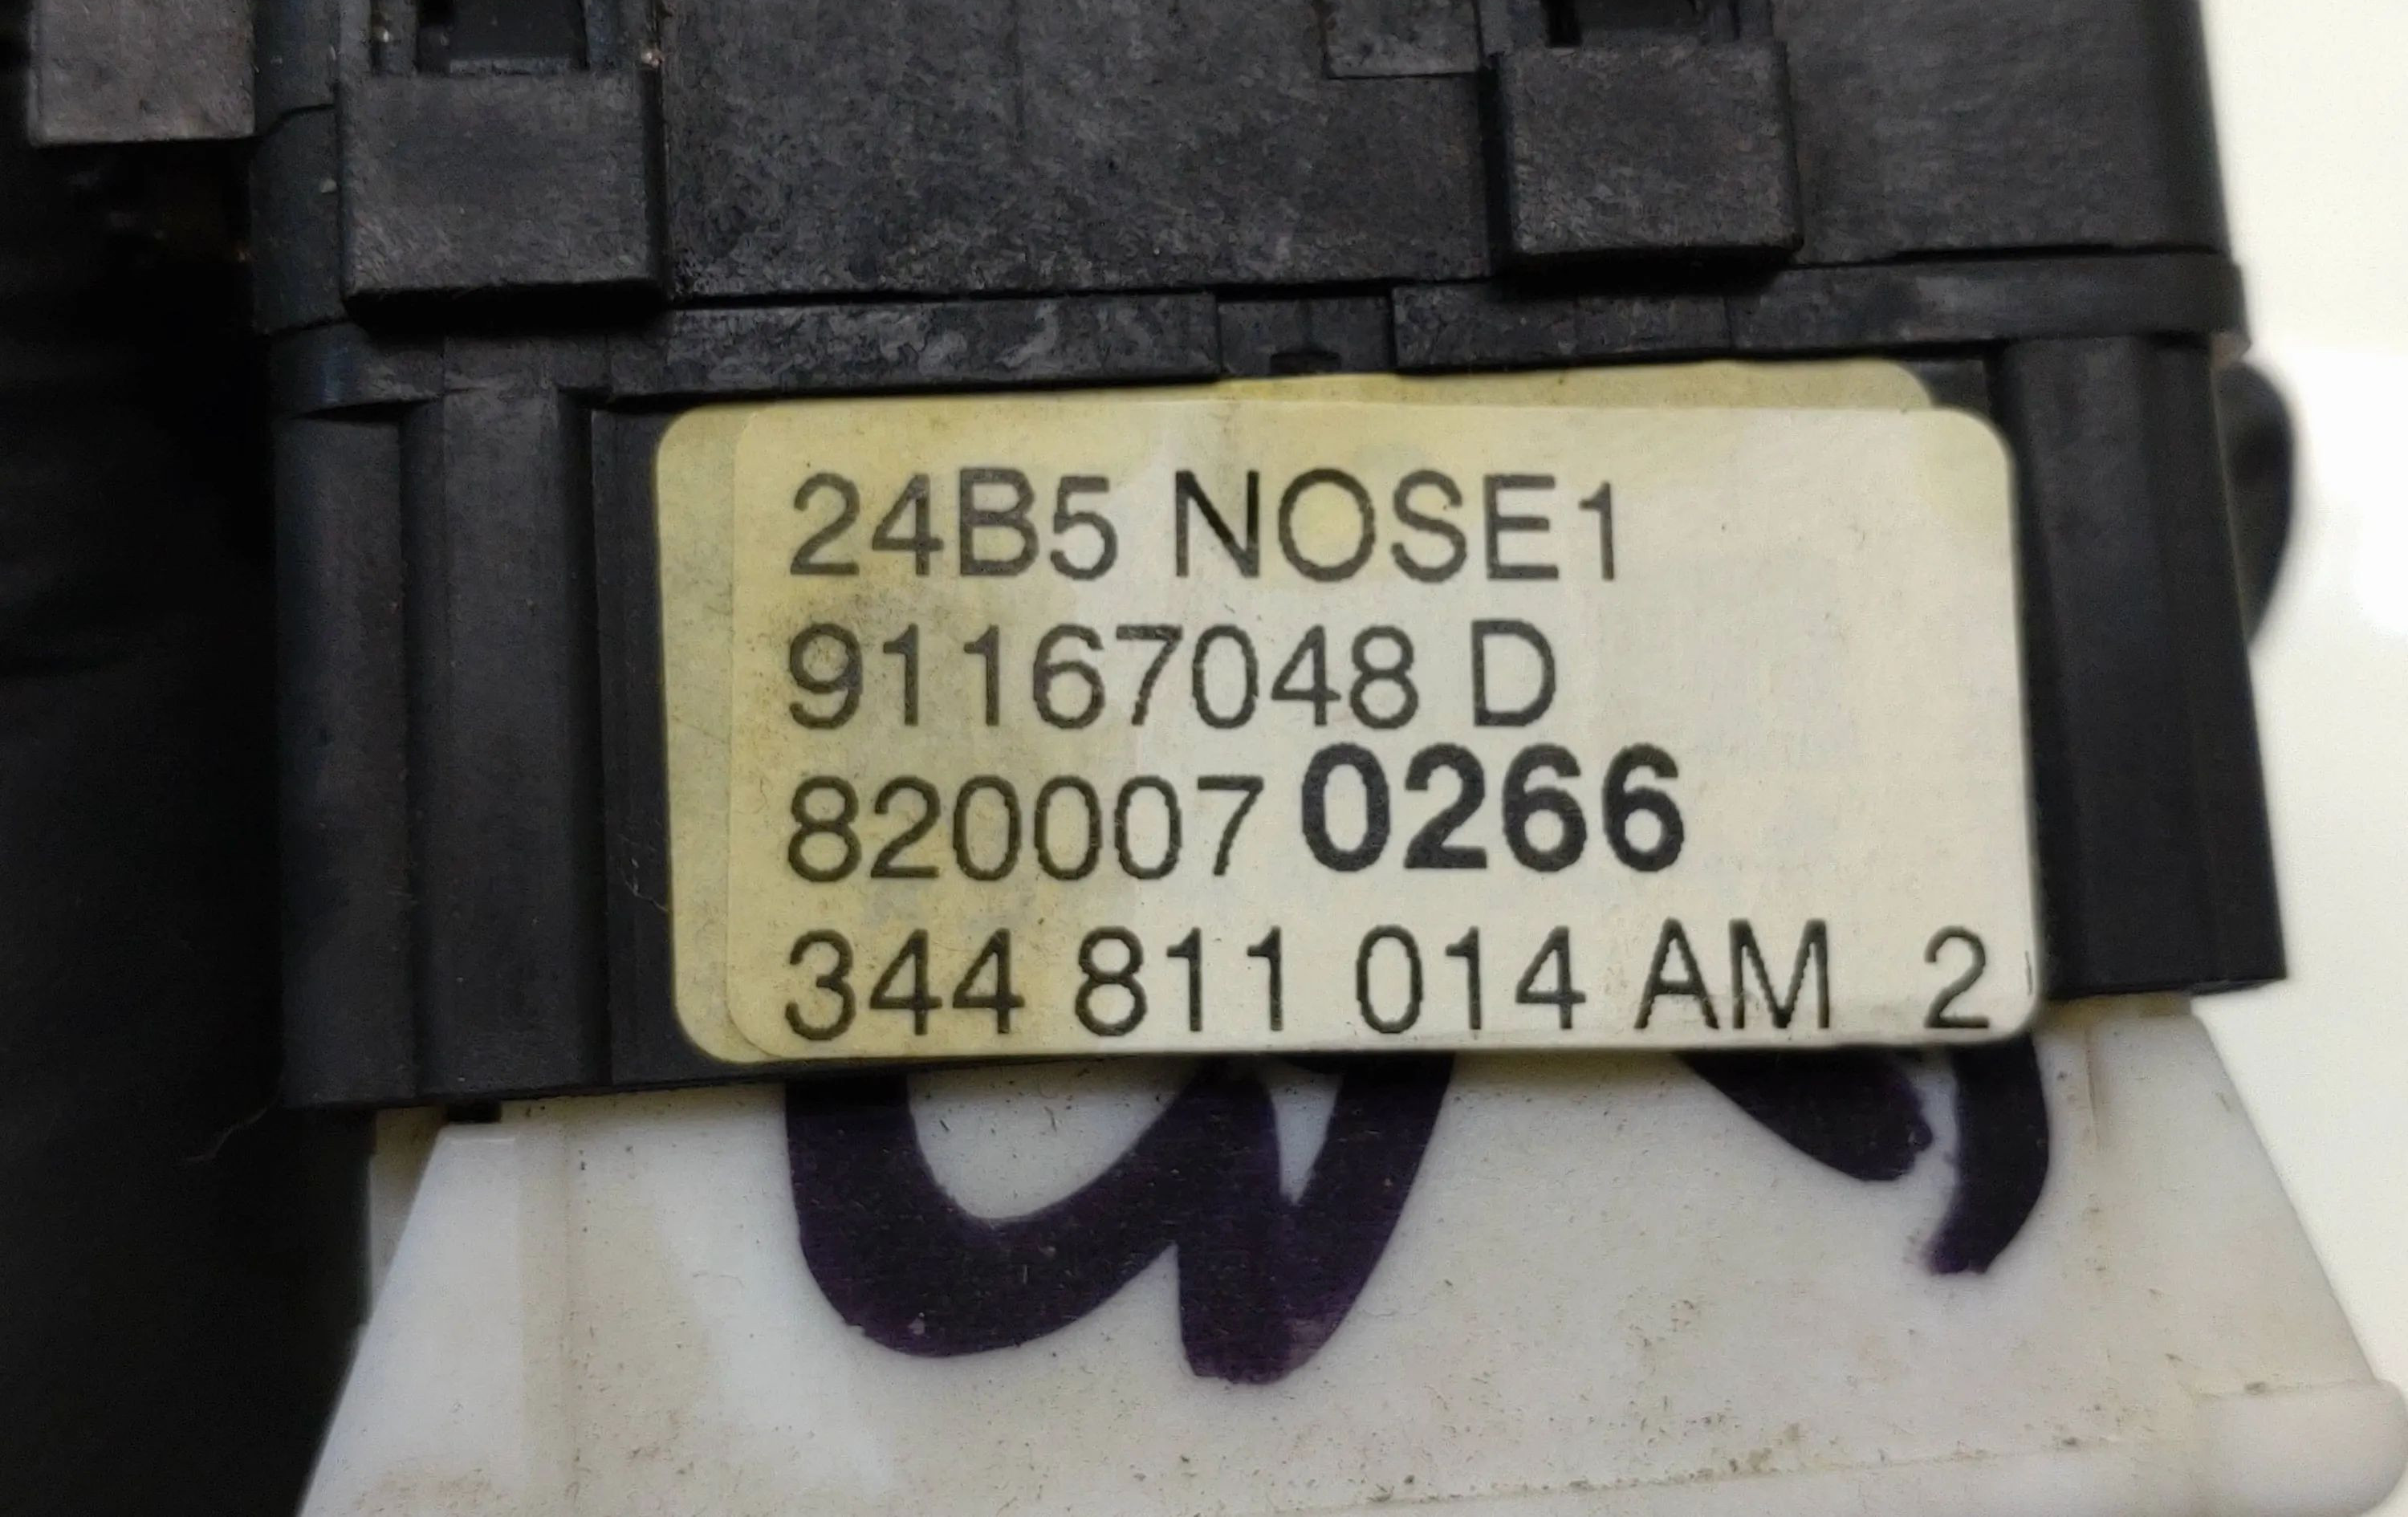 24B5 NOSE1
91167048 D
820007 0266
344 811 014 AM 2